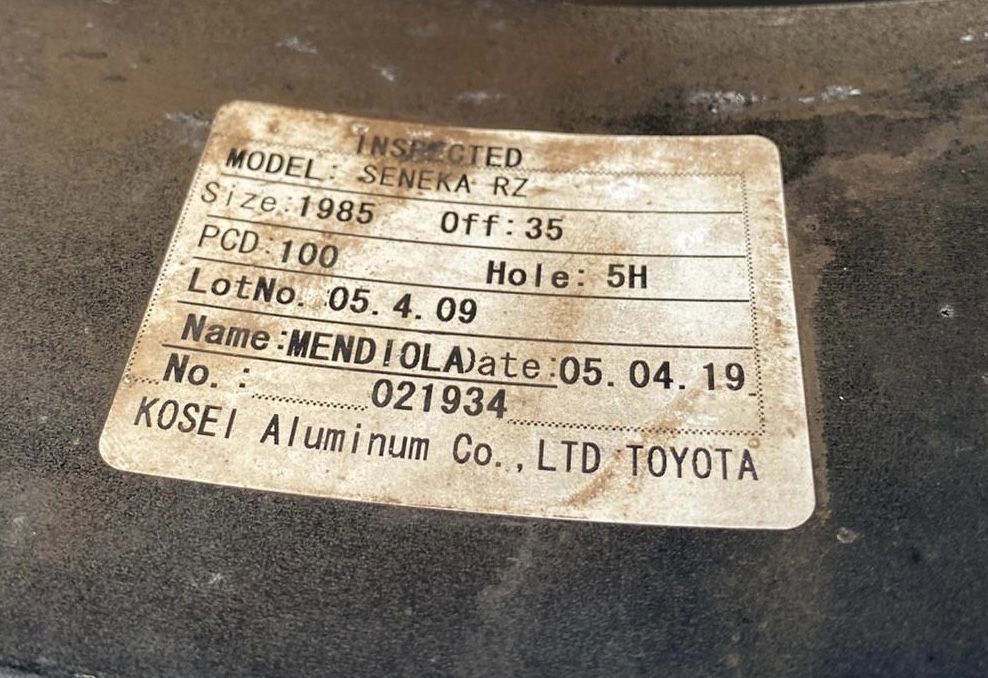 INSPECTED
MODEL: SENEKA RZ
Size:1985 Off:35
PCD:100 Hole: 5H
LotNo. 05.4.09
Name:MENDIOLA Date:05.04.19
No.: 021934
KOSEI Aluminum Co.,LTD TOYOTA